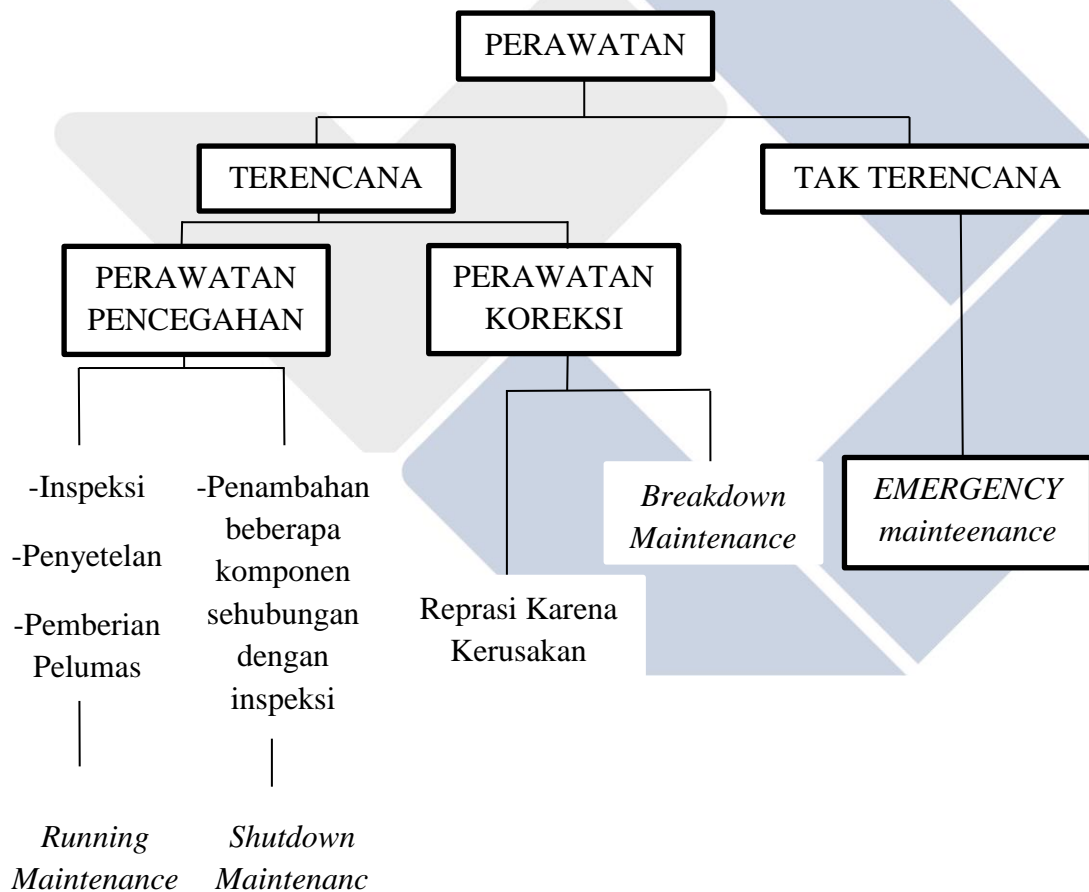 PERAWATAN
TERENCANA
TAK TERENCANA
PERAWATAN
PENCEGAHAN
PERAWATAN
KOREKSI
-Inspeksi
-Penyetelan
-Pemberian
Pelumas
-Penambahan
beberapa
komponen
sehubungan
dengan
inspeksi
Reprasi Karena
Kerusakan
Breakdown
Maintenance
EMERGENCY
mainteenance
Running
Maintenance
Shutdown
Maintenanc